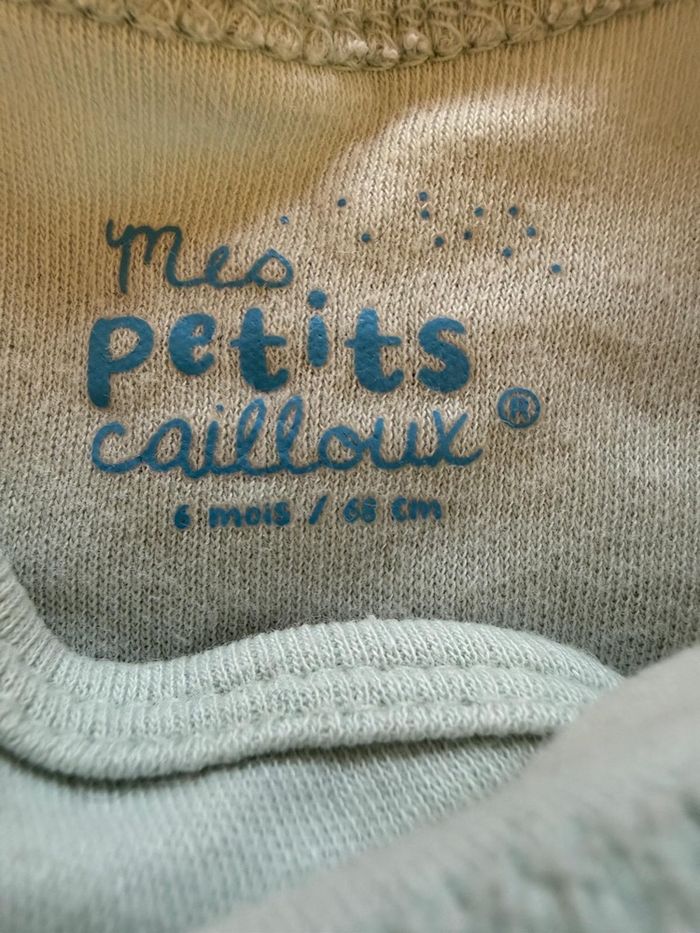 Mes
petits
cailloux ®
6 mois / 68 cm